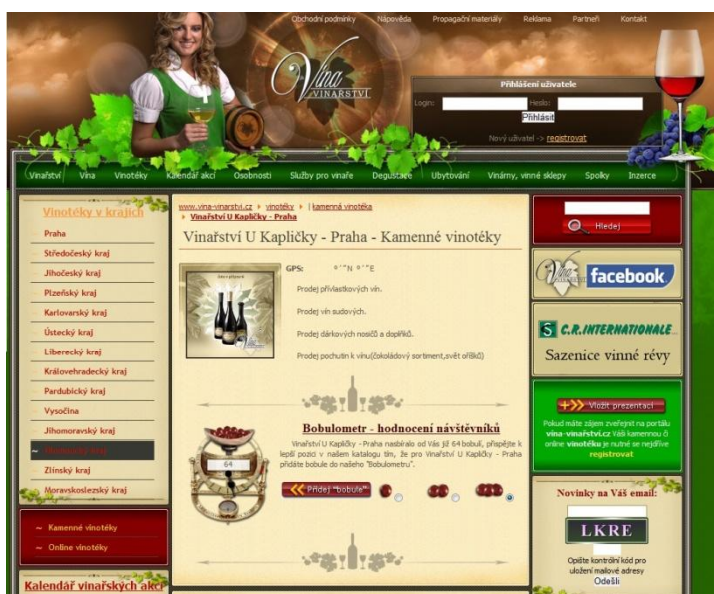 Obchodní podmínky Nápověda Propagační materiály Reklama Partneři Kontakt
Vína
VINAŘSTVÍ
Přihlášení uživatele
Login: Heslo:
Přihlásit
Nový uživatel -> registrovat
Vinařství Vína Vinotéky Kalendář akcí Osobnosti Služby pro vinaře Degustace Ubytování Vinárny, vinné sklepy Spolky Inzerce
Vinotéky v krajích
Praha
Středočeský kraj
Jihočeský kraj
Plzeňský kraj
Karlovarský kraj
Ústecký kraj
Liberecký kraj
Královehradecký kraj
Pardubický kraj
Vysočina
Jihomoravský kraj
Zlínský kraj
Moravskoslezský kraj
~ Kamenné vinotéky
~ Online vinotéky
Kalendář vinařských akcí
www.vina-vinarstvi.cz vinotéky | kamenná vinotéka
Vinařství U Kapličky - Praha
Vinařství U Kapličky - Praha - Kamenné vinotéky
GPS: °'"N °'"E
Prodej přívlastkových vín.
Prodej vín sudových.
Prodej dárkových nosičů a doplňků.
Prodej pochutin k vínu(čokoládový sortiment,svět oříšků)
Bobulometr - hodnocení návštěvníků
Vinařství U Kapličky - Praha nasbíralo od Vás již 64 bobulí, přispějte k
lepší pozici v našem katalogu tím, že pro Vinařství U Kapličky - Praha
přidáte bobule do našeho "Bobulometru".
64
Přidej "bobule"
Hledej
Vína
facebook
C.R.INTERNATIONALE
Sazenice vinné révy
Vložit prezentaci
Pokud máte zájem zveřejnit na portálu
vina-vinarstvi.cz Vaši kamennou či
online vinotéku je nutné se nejdříve
registrovat
Novinky na Váš email:
LKRE
Opište kontrolní kód pro
uložení mailové adresy
Odešli